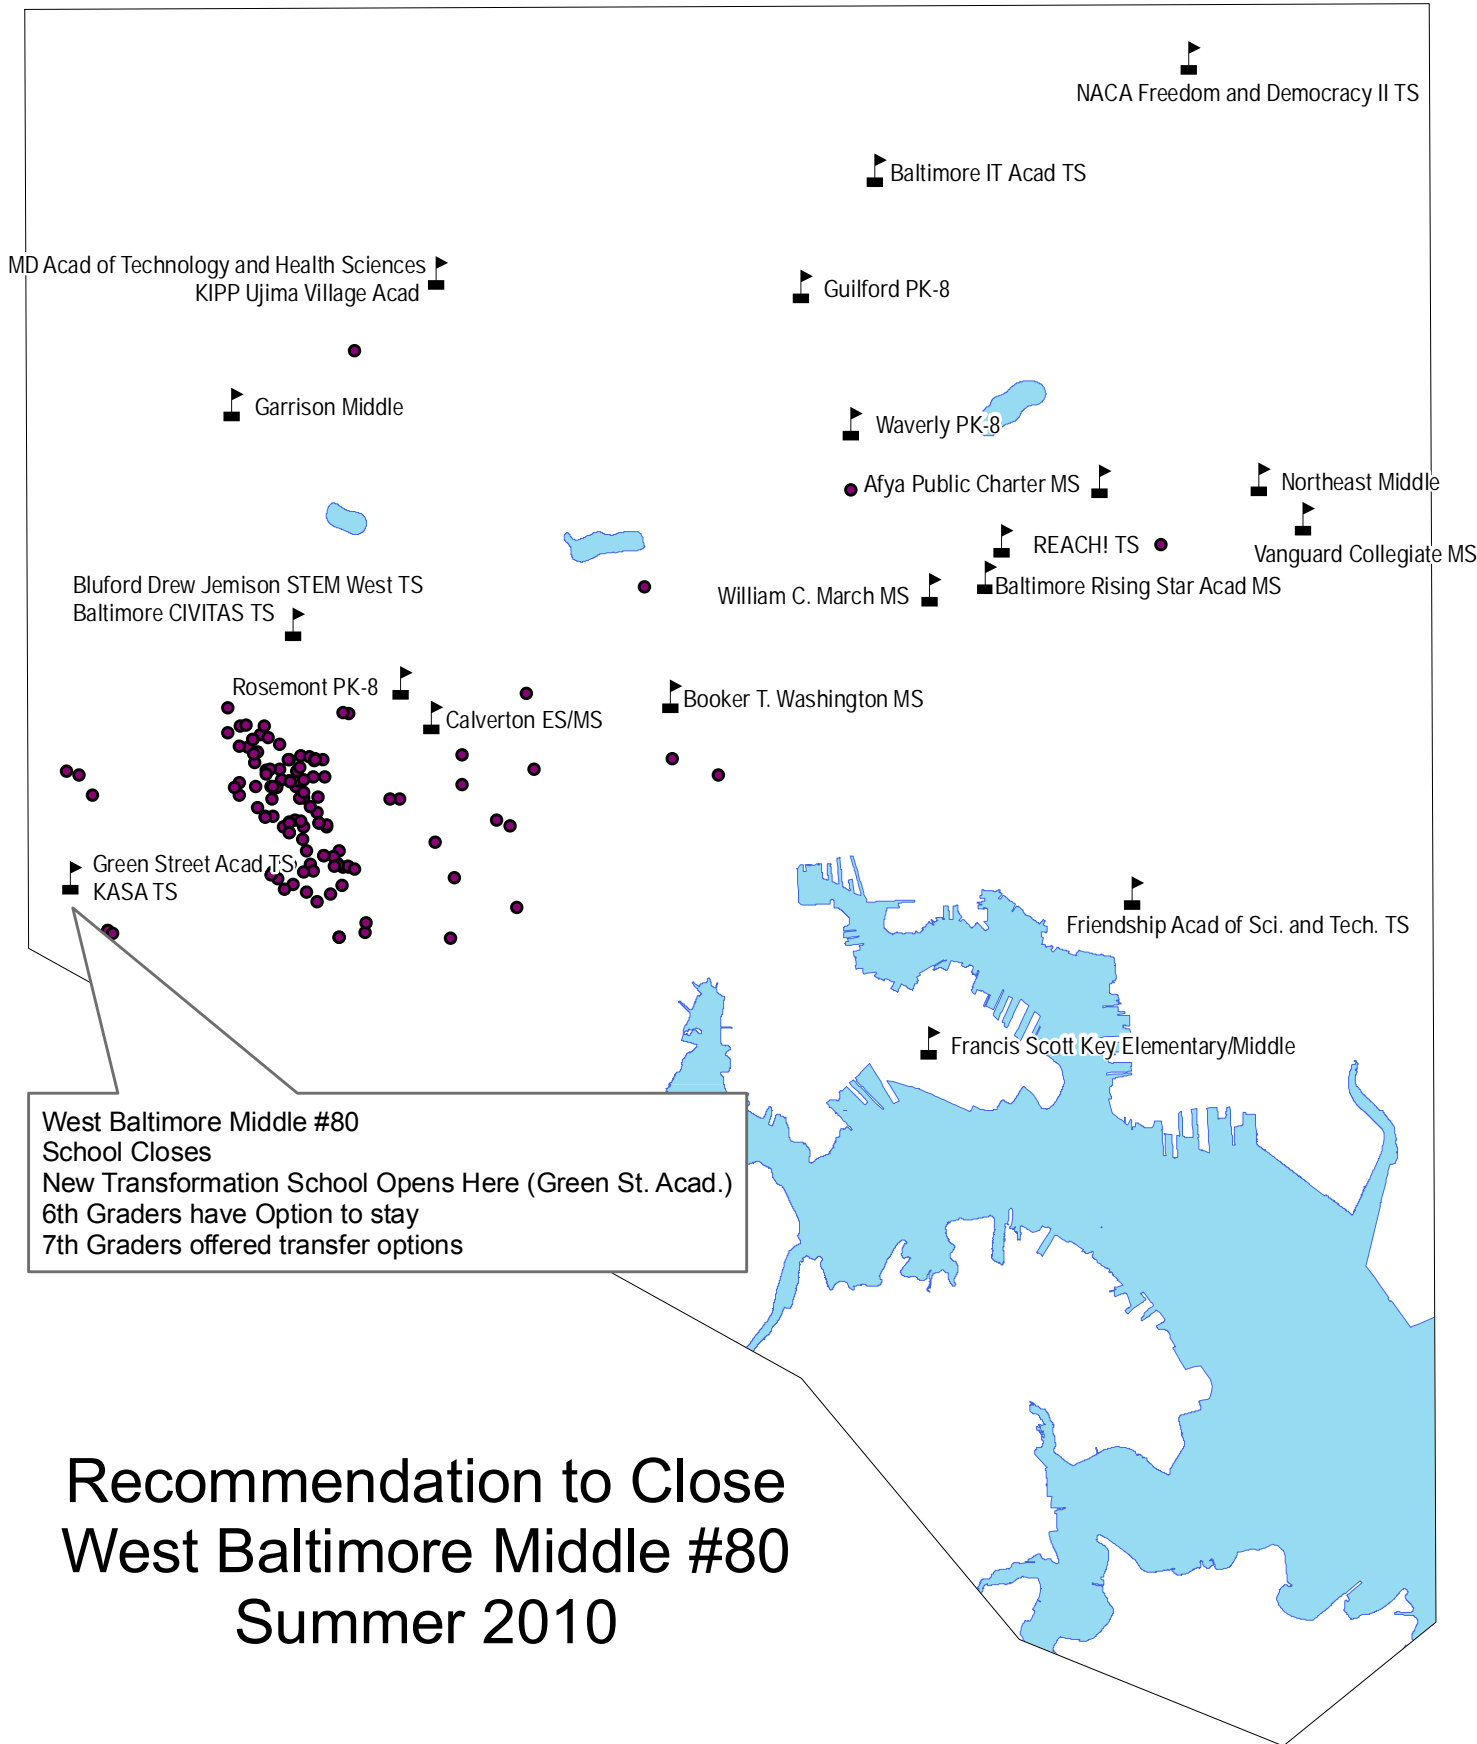 NACA Freedom and Democracy II TS
Baltimore IT Acad TS
MD Acad of Technology and Health Sciences
KIPP Ujima Village Acad
Guilford PK-8
Garrison Middle
Waverly PK-8
Afya Public Charter MS
Northeast Middle
REACH! TS
Vanguard Collegiate MS
Bluford Drew Jemison STEM West TS
Baltimore CIVITAS TS
William C. March MS
Baltimore Rising Star Acad MS
Rosemont PK-8
Booker T. Washington MS
Calverton ES/MS
Green Street Acad TS
KASA TS
Friendship Acad of Sci. and Tech. TS
Francis Scott Key Elementary/Middle
West Baltimore Middle #80
School Closes
New Transformation School Opens Here (Green St. Acad.)
6th Graders have Option to stay
7th Graders offered transfer options
Recommendation to Close
West Baltimore Middle #80
Summer 2010